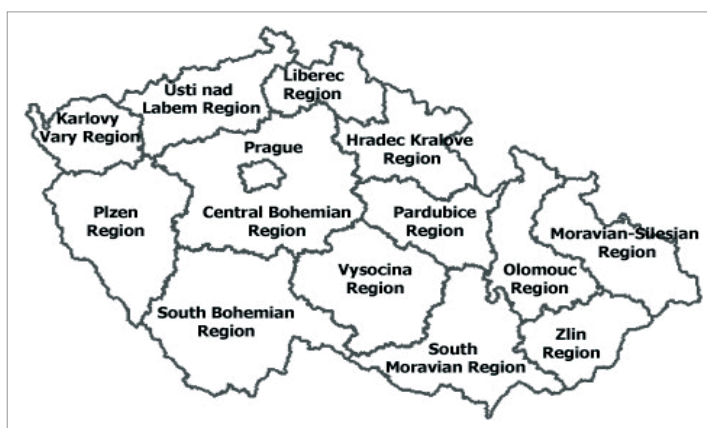 Liberec
Region
Usti nad
Labem Region
Karlovy
Vary Region
Hradec Kralove
Region
Prague
Plzen
Region
Central Bohemian
Region
Pardubice
Region
Moravian-Silesian
Region
Vysocina
Region
Olomouc
Region
South Bohemian
Region
South
Moravian Region
Zlin
Region